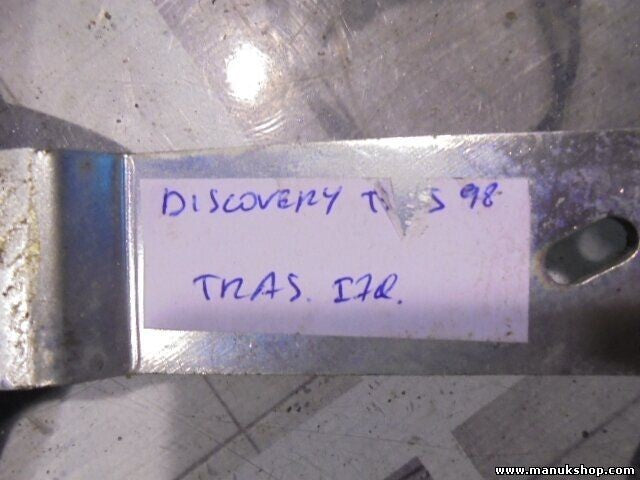 DISCOVERY 98
TRAS. IZQ.
www.manukshop.com